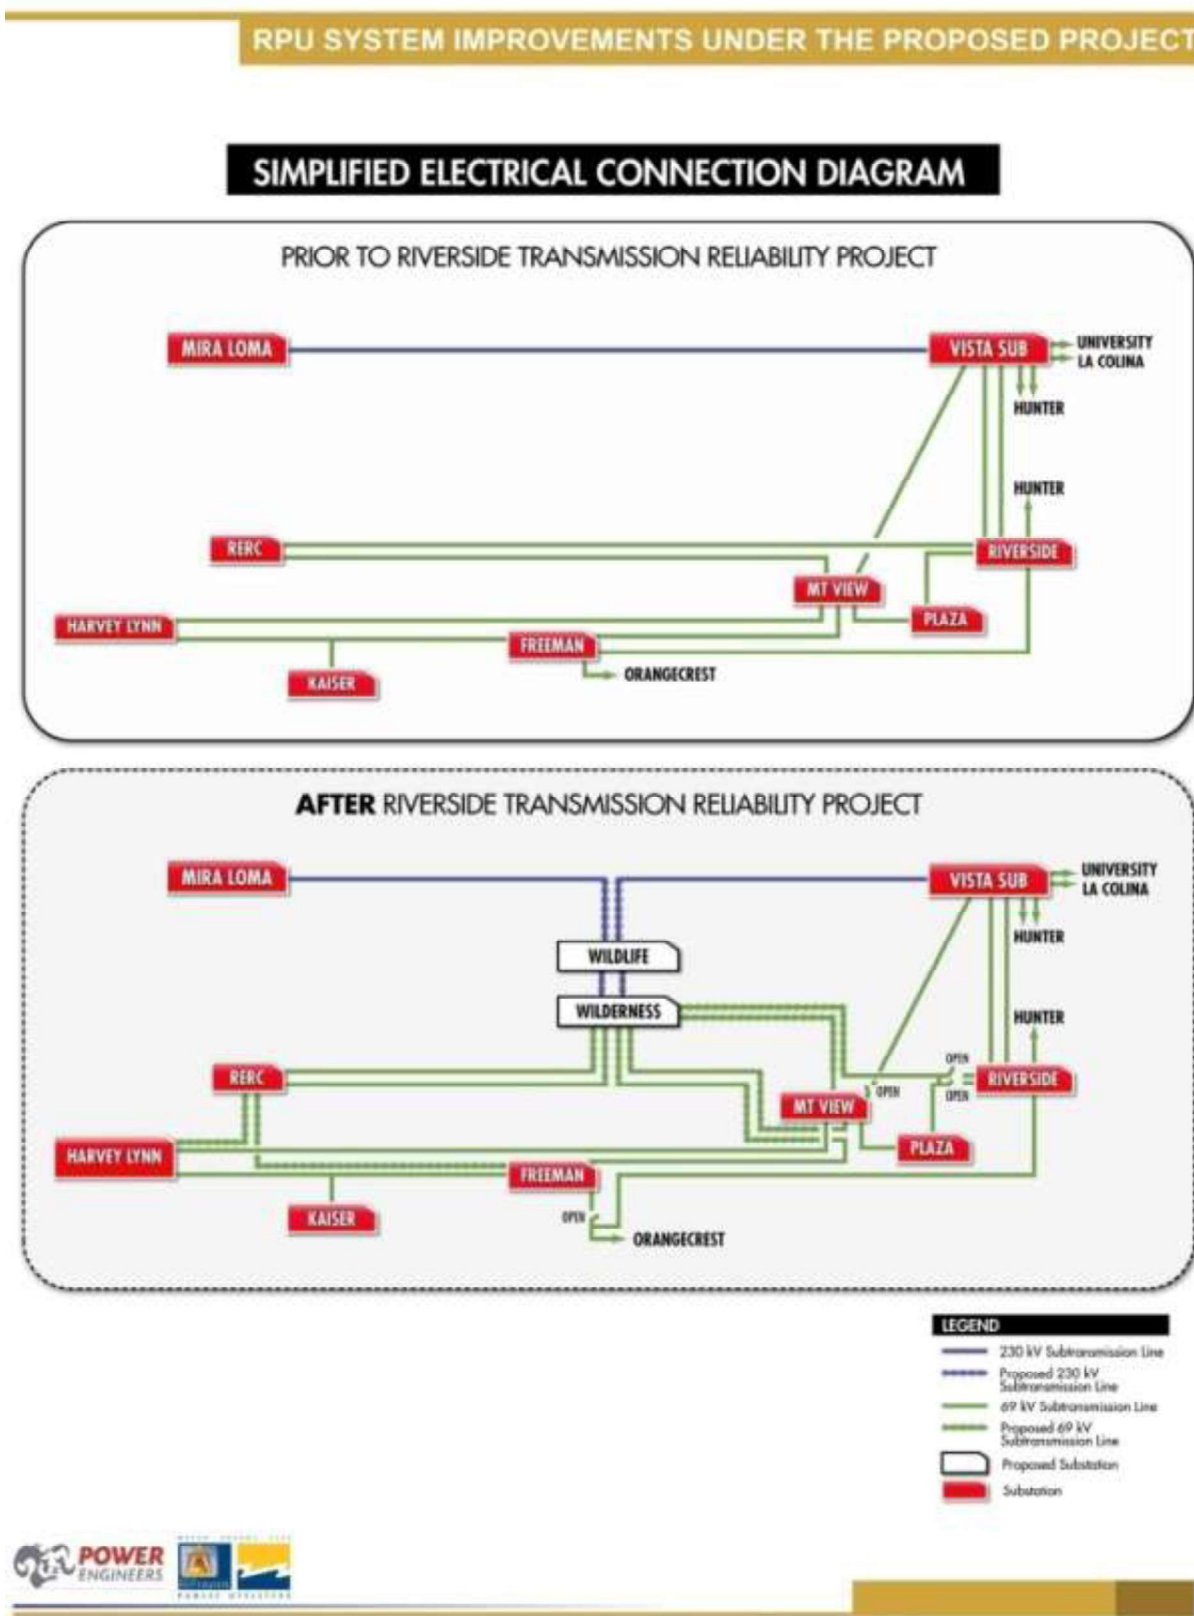 RPU SYSTEM IMPROVEMENTS UNDER THE PROPOSED PROJECT
SIMPLIFIED ELECTRICAL CONNECTION DIAGRAM
PRIOR TO RIVERSIDE TRANSMISSION RELIABILITY PROJECT
MIRA LOMA
VISTA SUB
UNIVERSITY
LA COLINA
HUNTER
HUNTER
RERC
RIVERSIDE
MT VIEW
PLAZA
HARVEY LYNN
FREEMAN
ORANGECREST
KAISER
AFTER RIVERSIDE TRANSMISSION RELIABILITY PROJECT
MIRA LOMA
VISTA SUB
UNIVERSITY
LA COLINA
HUNTER
WILDLIFE
WILDERNESS
HUNTER
OPEN
RERC
RIVERSIDE
OPEN
OPEN
MT VIEW
HARVEY LYNN
PLAZA
FREEMAN
KAISER
OPEN
ORANGECREST
LEGEND
230 kV Subtransmission Line
Proposed 230 kV
Subtransmission Line
69 kV Subtransmission Line
Proposed 69 kV
Subtransmission Line
Proposed Substation
Substation
POWER
ENGINEERS
PUBLIC UTILITIES